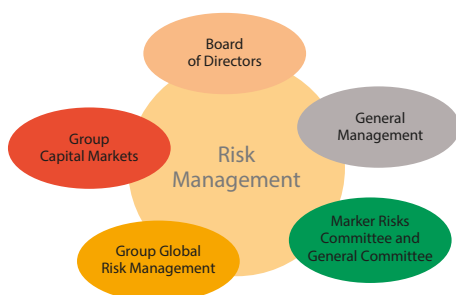 Board
of Directors
General
Management
Group
Capital Markets
Risk
Management
Marker Risks
Committee and
General Committee
Group Global
Risk Management